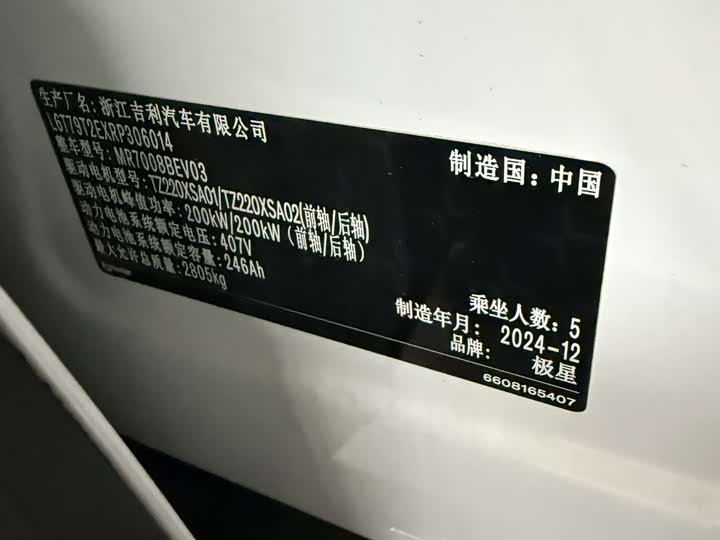 生产厂名: 浙江吉利汽车有限公司
L6T79T2EXRP306014
整车型号: MR7008BEV03
制造国: 中国
驱动电机型号: TZ220XSA01/TZ220XSA02(前轴/后轴)
驱动电机峰值功率: 200kW/200kW (前轴/后轴)
动力电池系统额定电压: 407V
动力电池系统额定容量: 246Ah
最大允许总质量: 2805kg
乘坐人数: 5
制造年月: 2024-12
品牌: 极星
6608165407